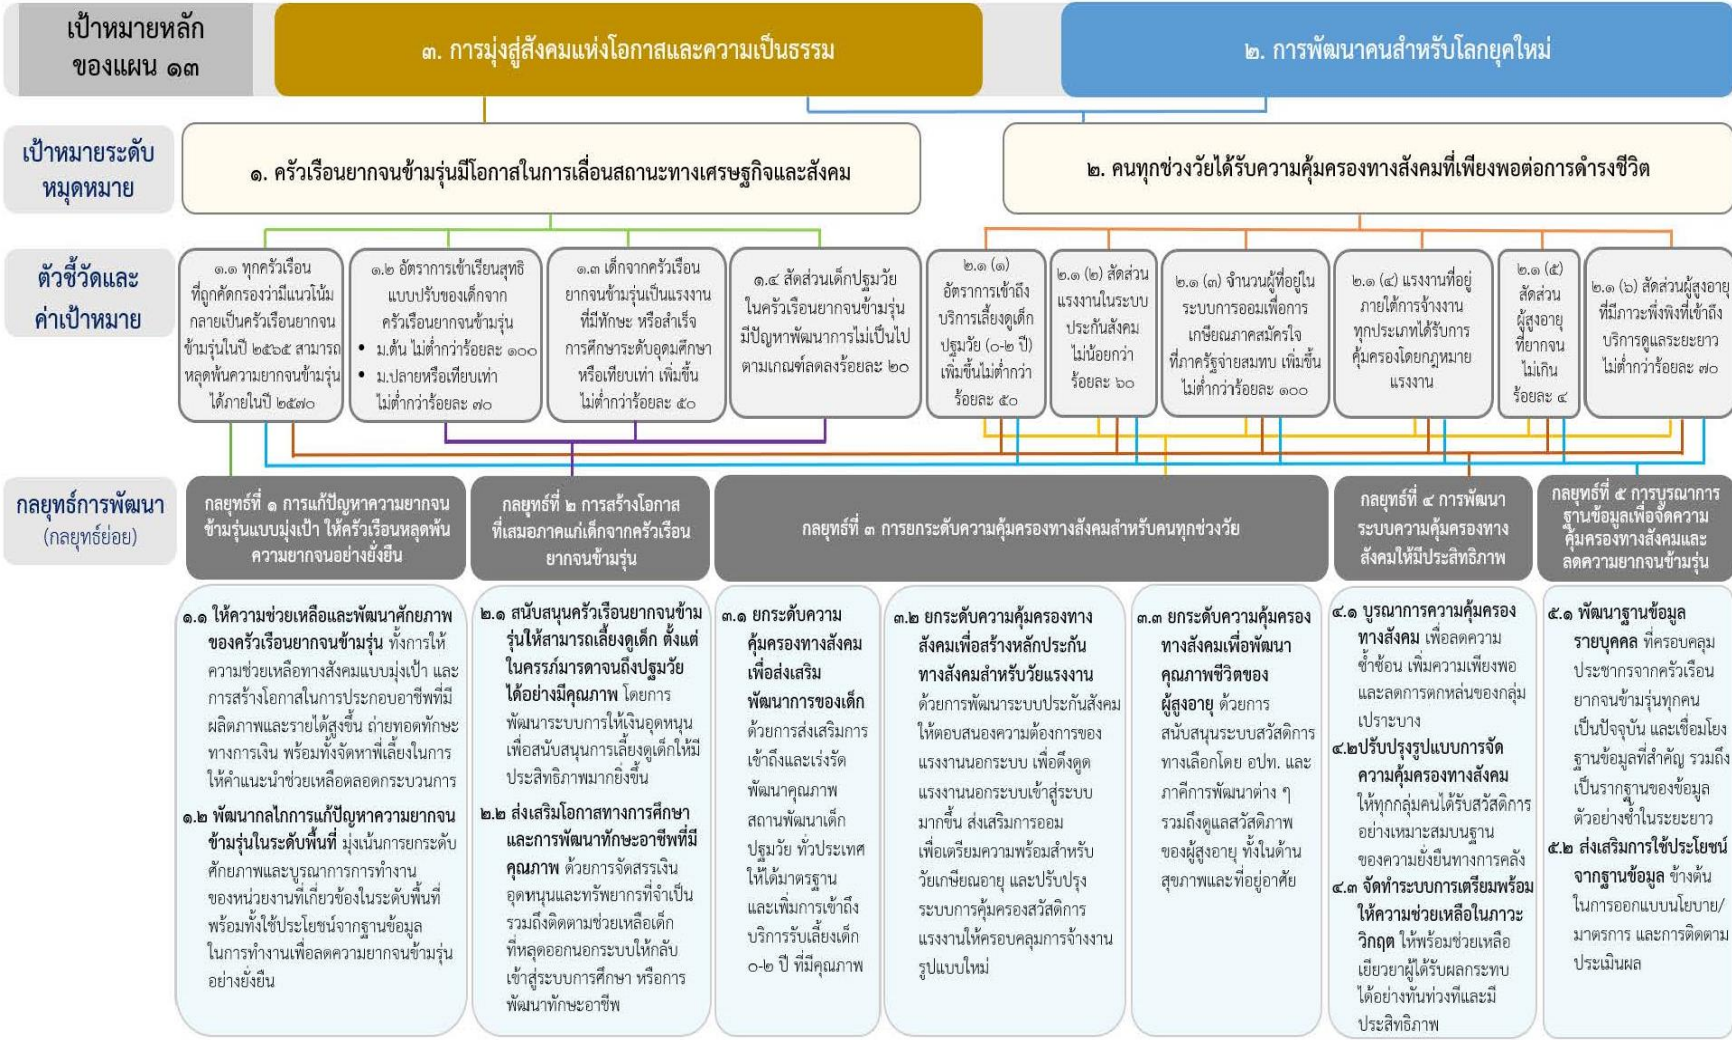 เป้าหมายหลัก
ของแผน ๑๓
๓. การมุ่งสู่สังคมแห่งโอกาสและความเป็นธรรม
๒. การพัฒนาคนสำหรับโลกยุคใหม่
เป้าหมายระดับ
หมุดหมาย
๑. ครัวเรือนยากจนข้ามรุ่นมีโอกาสในการเลื่อนสถานะทางเศรษฐกิจและสังคม
๒. คนทุกช่วงวัยได้รับความคุ้มครองทางสังคมที่เพียงพอต่อการดำรงชีวิต
ตัวชี้วัดและ
ค่าเป้าหมาย
๑.๑ ทุกครัวเรือน
ที่ถูกคัดกรองว่ามีแนวโน้ม
กลายเป็นครัวเรือนยากจน
ข้ามรุ่นในปี ๒๕๖๕ สามารถ
หลุดพ้นความยากจนข้ามรุ่น
ได้ภายในปี ๒๕๗๐
๑.๒ อัตราการเข้าเรียนสุทธิ
แบบปรับของเด็กจาก
ครัวเรือนยากจนข้ามรุ่น
• ม.ต้น ไม่ต่ำกว่าร้อยละ ๑๐๐
• ม.ปลายหรือเทียบเท่า
ไม่ต่ำกว่าร้อยละ ๗๐
๑.๓ เด็กจากครัวเรือน
ยากจนข้ามรุ่นเป็นแรงงาน
ที่มีทักษะ หรือสำเร็จ
การศึกษาระดับอุดมศึกษา
หรือเทียบเท่า เพิ่มขึ้น
ไม่ต่ำกว่าร้อยละ ๕๐
๑.๔ สัดส่วนเด็กปฐมวัย
ในครัวเรือนยากจนข้ามรุ่น
มีปัญหาพัฒนาการไม่เป็นไป
ตามเกณฑ์ลดลงร้อยละ ๒๐
๒.๑ (๑)
อัตราการเข้าถึง
บริการเลี้ยงดูเด็ก
ปฐมวัย (๐-๒ ปี)
เพิ่มขึ้นไม่ต่ำกว่า
ร้อยละ ๕๐
๒.๑ (๒) สัดส่วน
แรงงานในระบบ
ประกันสังคม
ไม่น้อยกว่า
ร้อยละ ๖๐
๒.๑ (๓) จำนวนผู้ที่อยู่ใน
ระบบการออมเพื่อการ
เกษียณภาคสมัครใจ
ที่ภาครัฐจ่ายสมทบ เพิ่มขึ้น
ไม่ต่ำกว่าร้อยละ ๑๐๐
๒.๑ (๔) แรงงานที่อยู่
ภายใต้การจ้างงาน
ทุกประเภทได้รับการ
คุ้มครองโดยกฎหมาย
แรงงาน
๒.๑ (๕)
สัดส่วน
ผู้สูงอายุ
ที่ยากจน
ไม่เกิน
ร้อยละ ๔
๒.๑ (๖) สัดส่วนผู้สูงอายุ
ที่มีภาวะพึ่งพิงที่เข้าถึง
บริการดูแลระยะยาว
ไม่ต่ำกว่าร้อยละ ๗๐
กลยุทธ์การพัฒนา
(กลยุทธ์ย่อย)
กลยุทธ์ที่ ๑ การแก้ปัญหาความยากจน
ข้ามรุ่นแบบมุ่งเป้า ให้ครัวเรือนหลุดพ้น
ความยากจนอย่างยั่งยืน
กลยุทธ์ที่ ๒ การสร้างโอกาส
ที่เสมอภาคแก่เด็กจากครัวเรือน
ยากจนข้ามรุ่น
กลยุทธ์ที่ ๓ การยกระดับความคุ้มครองทางสังคมสำหรับคนทุกช่วงวัย
กลยุทธ์ที่ ๔ การพัฒนา
ระบบความคุ้มครองทาง
สังคมให้มีประสิทธิภาพ
กลยุทธ์ที่ ๕ การบูรณาการ
ฐานข้อมูลเพื่อจัดความ
คุ้มครองทางสังคมและ
ลดความยากจนข้ามรุ่น
๑.๑ ให้ความช่วยเหลือและพัฒนาศักยภาพ
ของครัวเรือนยากจนข้ามรุ่น ทั้งการให้
ความช่วยเหลือทางสังคมแบบมุ่งเป้า และ
การสร้างโอกาสในการประกอบอาชีพที่มี
ผลิตภาพและรายได้สูงขึ้น ถ่ายทอดทักษะ
ทางการเงิน พร้อมทั้งจัดหาพี่เลี้ยงในการ
ให้คำแนะนำช่วยเหลือตลอดกระบวนการ
๑.๒ พัฒนากลไกการแก้ปัญหาความยากจน
ข้ามรุ่นในระดับพื้นที่ มุ่งเน้นการยกระดับ
ศักยภาพและบูรณาการการทำงาน
ของหน่วยงานที่เกี่ยวข้องในระดับพื้นที่
พร้อมทั้งใช้ประโยชน์จากฐานข้อมูล
ในการทำงานเพื่อลดความยากจนข้ามรุ่น
อย่างยั่งยืน
๒.๑ สนับสนุนครัวเรือนยากจนข้าม
รุ่นให้สามารถเลี้ยงดูเด็ก ตั้งแต่
ในครรภ์มารดาจนถึงปฐมวัย
ได้อย่างมีคุณภาพ โดยการ
พัฒนาระบบการให้เงินอุดหนุน
เพื่อสนับสนุนการเลี้ยงดูเด็กให้มี
ประสิทธิภาพมากยิ่งขึ้น
๒.๒ ส่งเสริมโอกาสทางการศึกษา
และการพัฒนาทักษะอาชีพที่มี
คุณภาพ ด้วยการจัดสรรเงิน
อุดหนุนและทรัพยากรที่จำเป็น
รวมถึงติดตามช่วยเหลือเด็ก
ที่หลุดออกนอกระบบให้กลับ
เข้าสู่ระบบการศึกษา หรือการ
พัฒนาทักษะอาชีพ
๓.๑ ยกระดับความ
คุ้มครองทางสังคม
เพื่อส่งเสริม
พัฒนาการของเด็ก
ด้วยการส่งเสริมการ
เข้าถึงและเร่งรัด
พัฒนาคุณภาพ
สถานพัฒนาเด็ก
ปฐมวัย ทั่วประเทศ
ให้ได้มาตรฐาน
และเพิ่มการเข้าถึง
บริการรับเลี้ยงเด็ก
๐-๒ ปี ที่มีคุณภาพ
๓.๒ ยกระดับความคุ้มครองทาง
สังคมเพื่อสร้างหลักประกัน
ทางสังคมสำหรับวัยแรงงาน
ด้วยการพัฒนาระบบประกันสังคม
ให้ตอบสนองความต้องการของ
แรงงานนอกระบบ เพื่อดึงดูด
แรงงานนอกระบบเข้าสู่ระบบ
มากขึ้น ส่งเสริมการออม
เพื่อเตรียมความพร้อมสำหรับ
วัยเกษียณอายุ และปรับปรุง
ระบบการคุ้มครองสวัสดิการ
แรงงานให้ครอบคลุมการจ้างงาน
รูปแบบใหม่
๓.๓ ยกระดับความคุ้มครอง
ทางสังคมเพื่อพัฒนา
คุณภาพชีวิตของ
ผู้สูงอายุ ด้วยการ
สนับสนุนระบบสวัสดิการ
ทางเลือกโดย อปท. และ
ภาคีการพัฒนาต่าง ๆ
รวมถึงดูแลสวัสดิภาพ
ของผู้สูงอายุ ทั้งในด้าน
สุขภาพและที่อยู่อาศัย
๔.๑ บูรณาการความคุ้มครอง
ทางสังคม เพื่อลดความ
ซ้ำซ้อน เพิ่มความเพียงพอ
และลดการตกหล่นของกลุ่ม
เปราะบาง
๔.๒ปรับปรุงรูปแบบการจัด
ความคุ้มครองทางสังคม
ให้ทุกกลุ่มคนได้รับสวัสดิการ
อย่างเหมาะสมบนฐาน
ของความยั่งยืนทางการคลัง
๔.๓ จัดทำระบบการเตรียมพร้อม
ให้ความช่วยเหลือในภาวะ
วิกฤต ให้พร้อมช่วยเหลือ
เยียวยาผู้ได้รับผลกระทบ
ได้อย่างทันท่วงทีและมี
ประสิทธิภาพ
๕.๑ พัฒนาฐานข้อมูล
รายบุคคล ที่ครอบคลุม
ประชากรจากครัวเรือน
ยากจนข้ามรุ่นทุกคน
เป็นปัจจุบัน และเชื่อมโยง
ฐานข้อมูลที่สำคัญ รวมถึง
เป็นรากฐานของข้อมูล
ตัวอย่างซ้ำในระยะยาว
๕.๒ ส่งเสริมการใช้ประโยชน์
จากฐานข้อมูล ข้างต้น
ในการออกแบบนโยบาย/
มาตรการ และการติดตาม
ประเมินผล